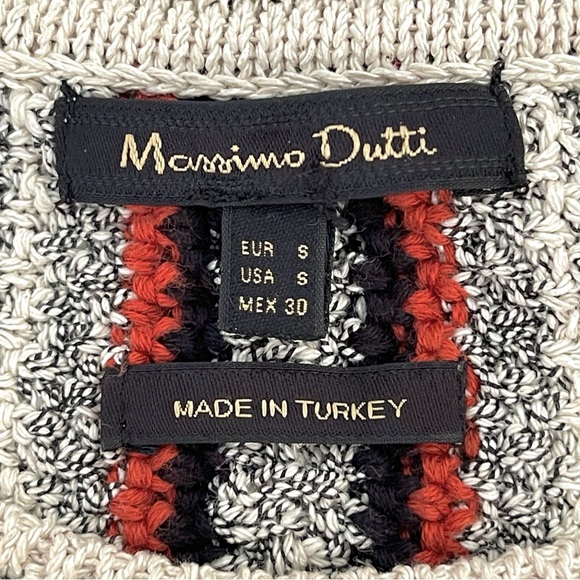 Massimo Dutti
EUR S
USA S
MEX 30
MADE IN TURKEY